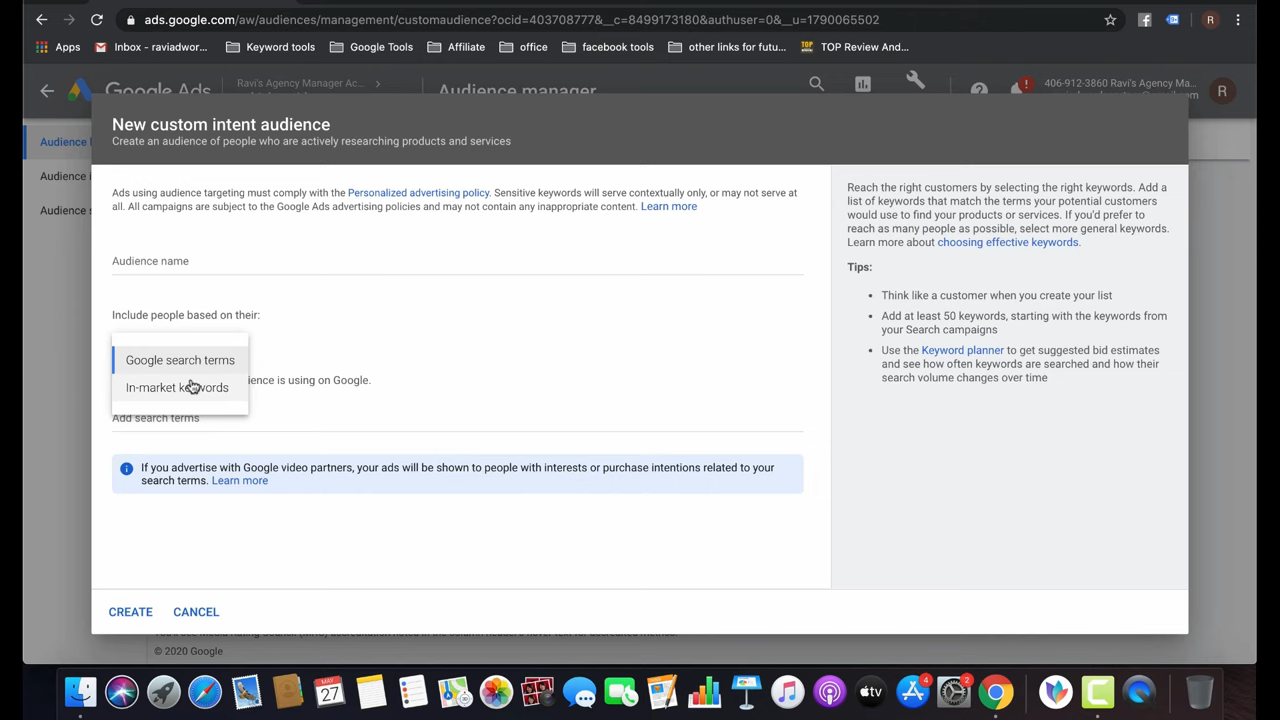 ads.google.com/aw/audiences/management/customaudience?ocid=403708777&__c=8499173180&authuser=0&__u=1790065502
R
Apps
Inbox - raviadwor...
Keyword tools
Google Tools
Affiliate
office
facebook tools
other links for futu...
TOP Review And...
Google Ads
Ravi's Agency Manager Ac...
Audience manager
406-912-3860 Ravi's Agency Ma...
R
Audience
Audience i
Audience s
New custom intent audience
Create an audience of people who are actively researching products and services
Ads using audience targeting must comply with the Personalized advertising policy. Sensitive keywords will serve contextually only, or may not serve at
all. All campaigns are subject to the Google Ads advertising policies and may not contain any inappropriate content. Learn more
Audience name
Include people based on their:
Google search terms
In-market keywords
ience is using on Google.
Add search terms
If you advertise with Google video partners, your ads will be shown to people with interests or purchase intentions related to your
search terms. Learn more
CREATE
CANCEL
Reach the right customers by selecting the right keywords. Add a
list of keywords that match the terms your potential customers
would use to find your products or services. If you'd prefer to
reach as many people as possible, select more general keywords.
Learn more about choosing effective keywords.
Tips:
• Think like a customer when you create your list
• Add at least 50 keywords, starting with the keywords from
your Search campaigns
• Use the Keyword planner to get suggested bid estimates
and see how often keywords are searched and how their
search volume changes over time
© 2020 Google
MAY
27
tv
4
2